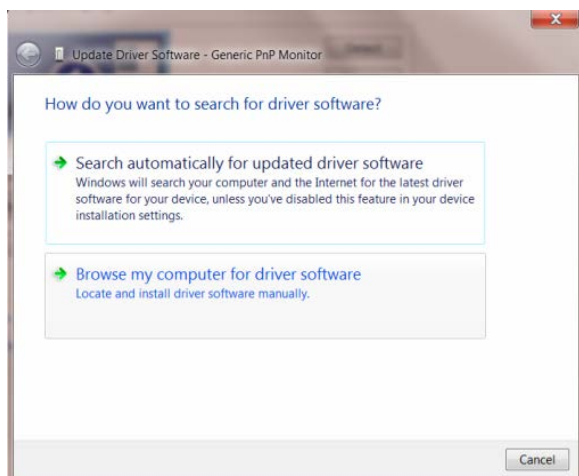 Update Driver Software - Generic PnP Monitor
How do you want to search for driver software?
Search automatically for updated driver software
Windows will search your computer and the Internet for the latest driver
software for your device, unless you've disabled this feature in your device
installation settings.
Browse my computer for driver software
Locate and install driver software manually.
Cancel